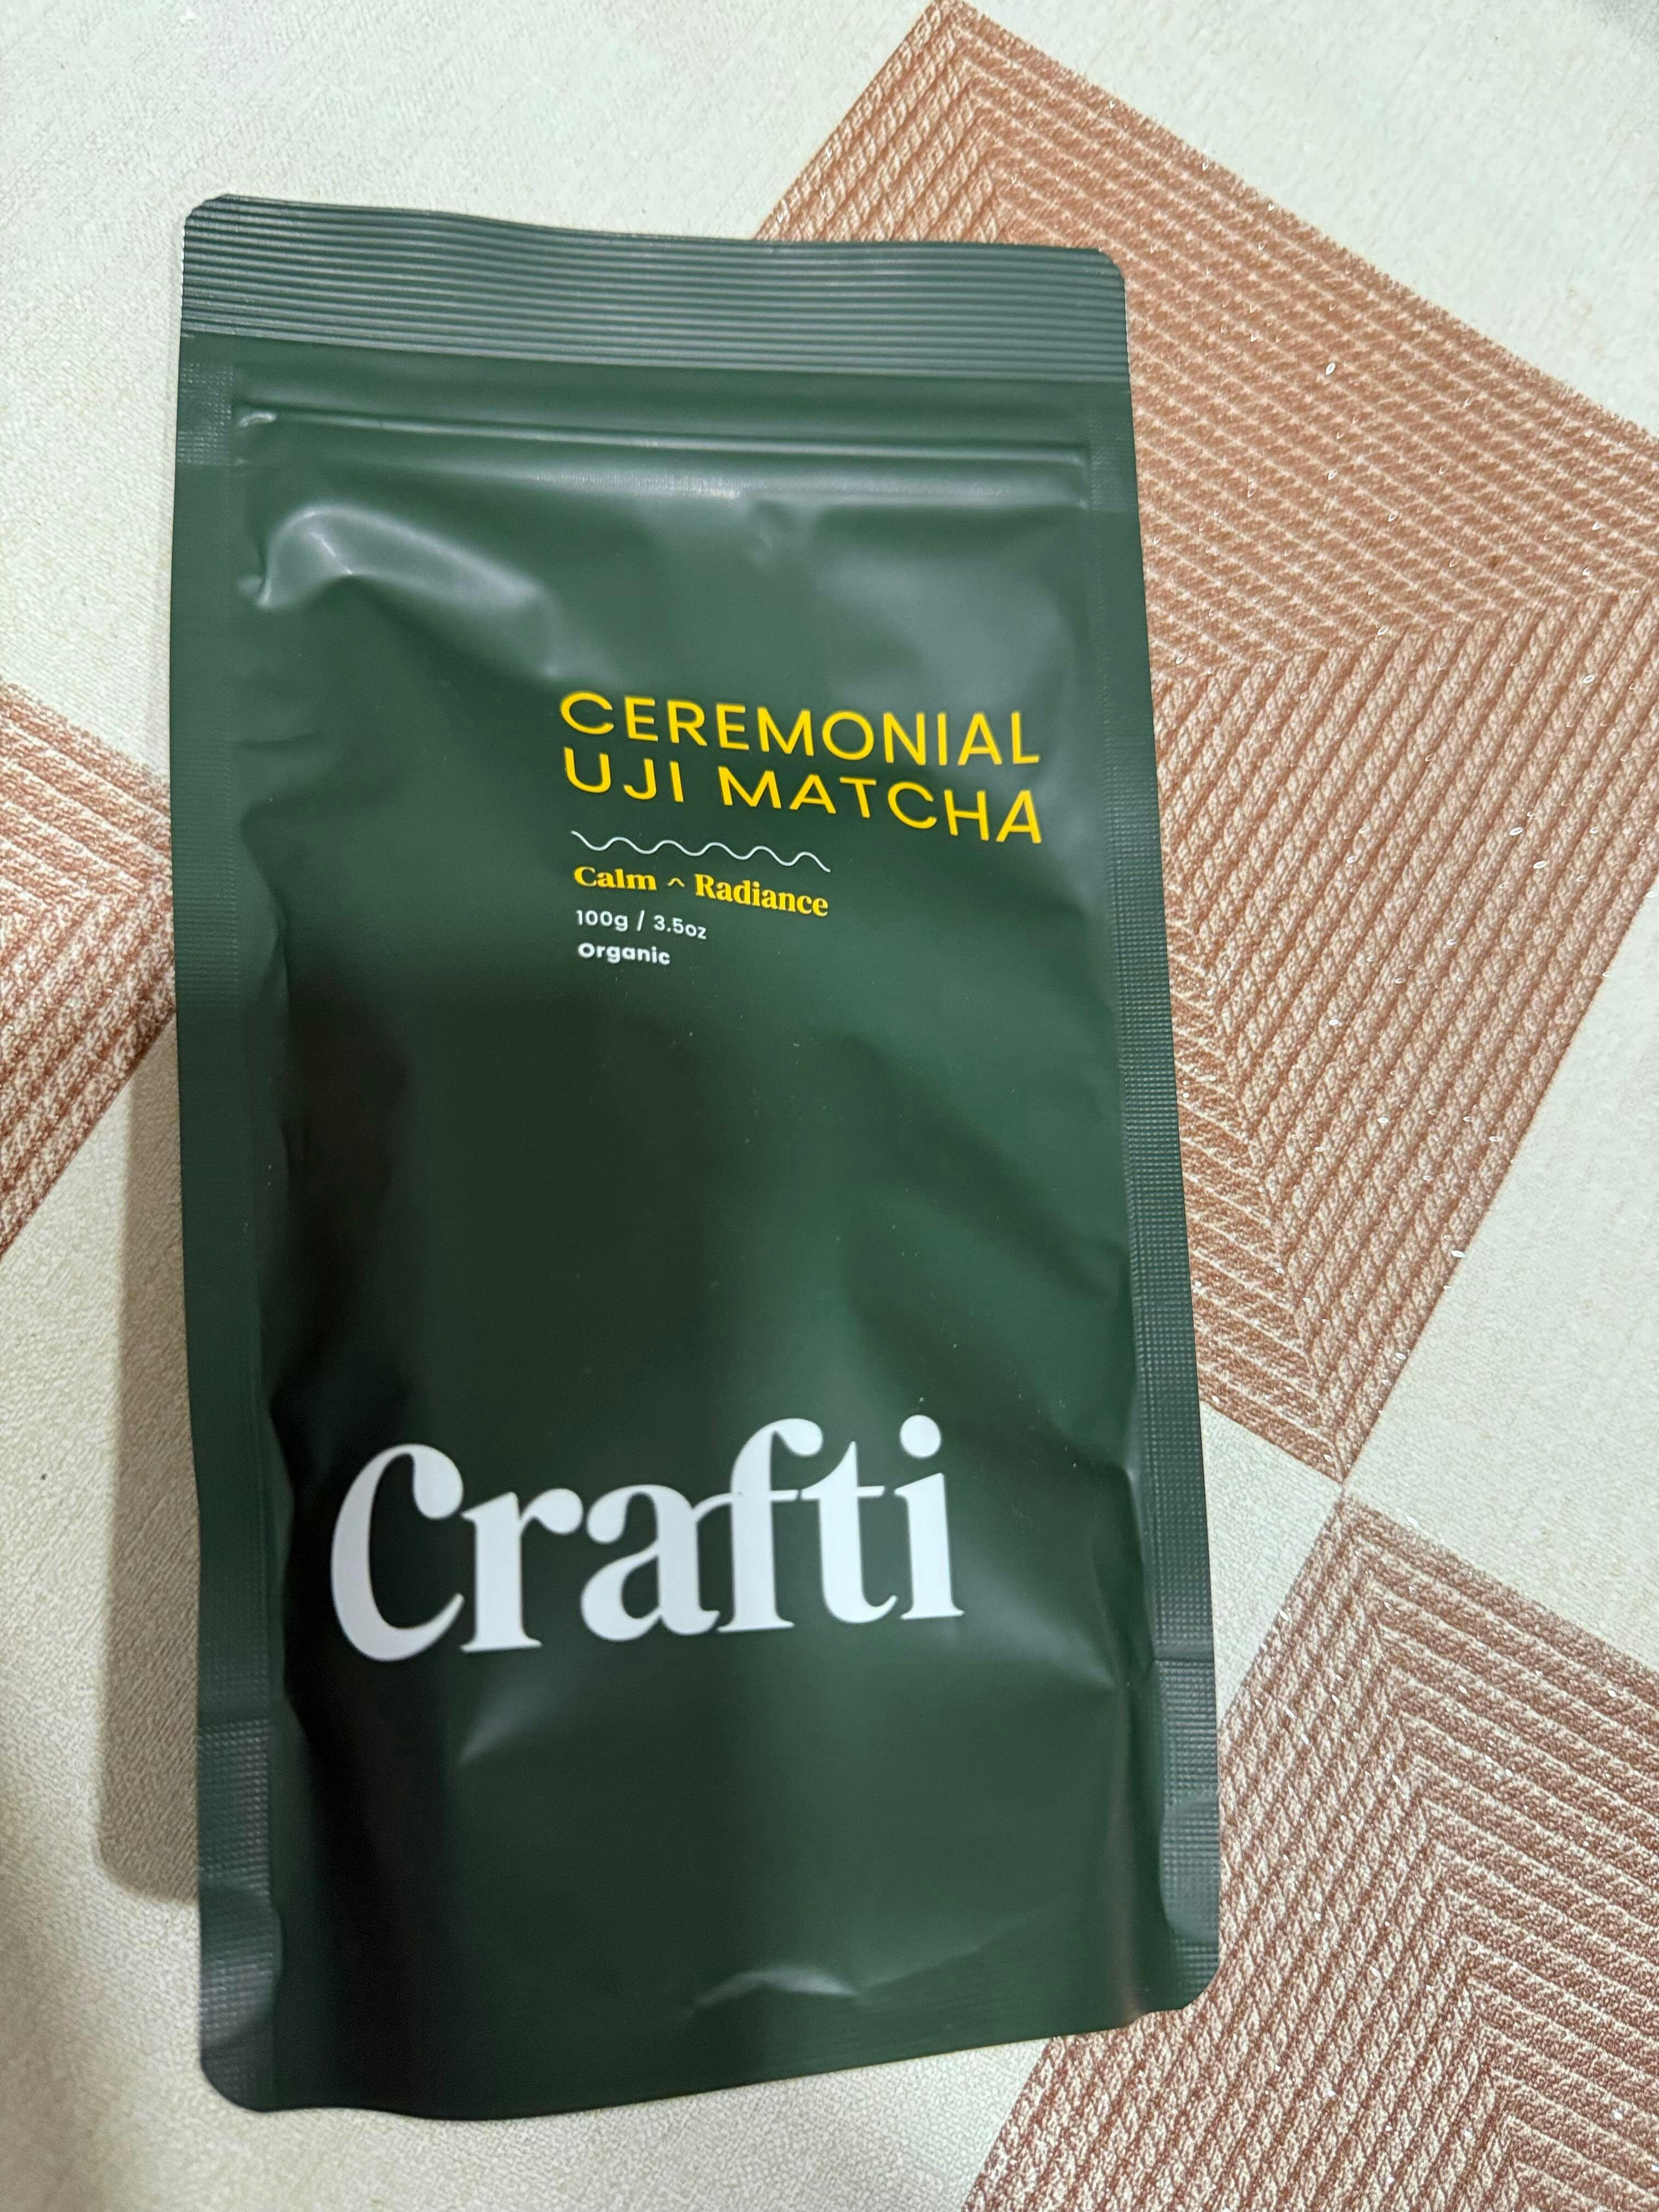 CEREMONIAL
UJI MATCHA
Calm ^ Radiance
100g / 3.5oz
Organic
Crafti